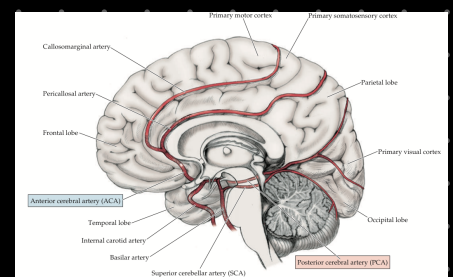 Primary motor cortex
Primary somatosensory cortex
Callosomarginal artery
Parietal lobe
Pericallosal artery
Frontal lobe
Primary visual cortex
Anterior cerebral artery (ACA)
Temporal lobe
Occipital lobe
Internal carotid artery
Basilar artery
Posterior cerebral artery (PCA)
Superior cerebellar artery (SCA)